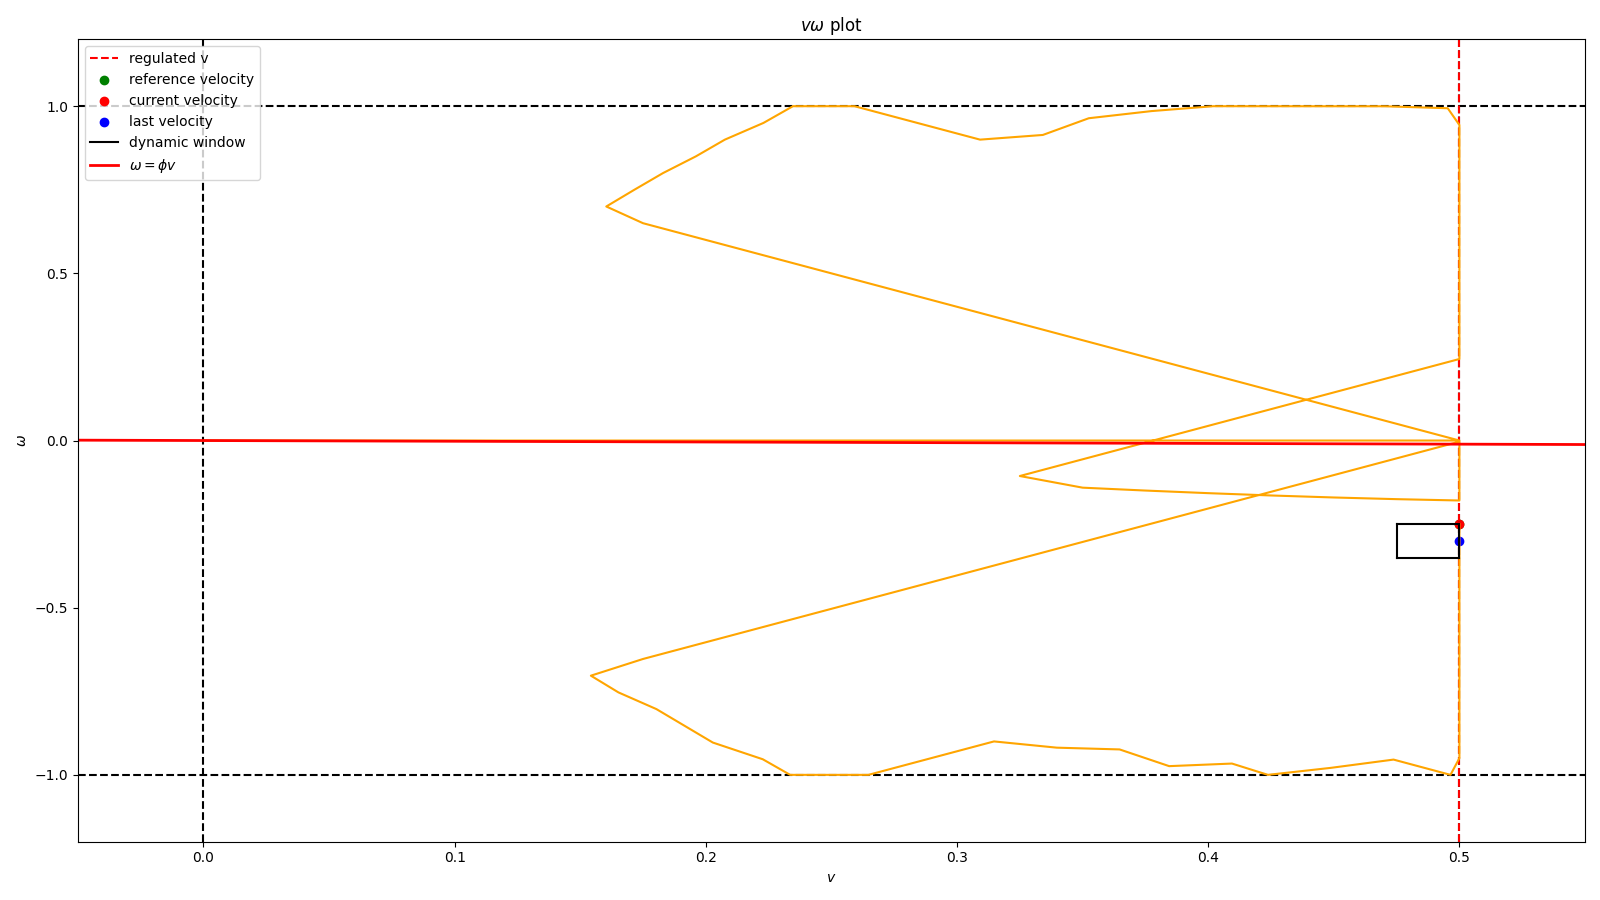 vω plot
regulated v
reference velocity
current velocity
last velocity
dynamic window
ω = ϕv
1.0
0.5
0.0
−0.5
−1.0
ω
0.0 0.1 0.2 0.3 0.4 0.5
v